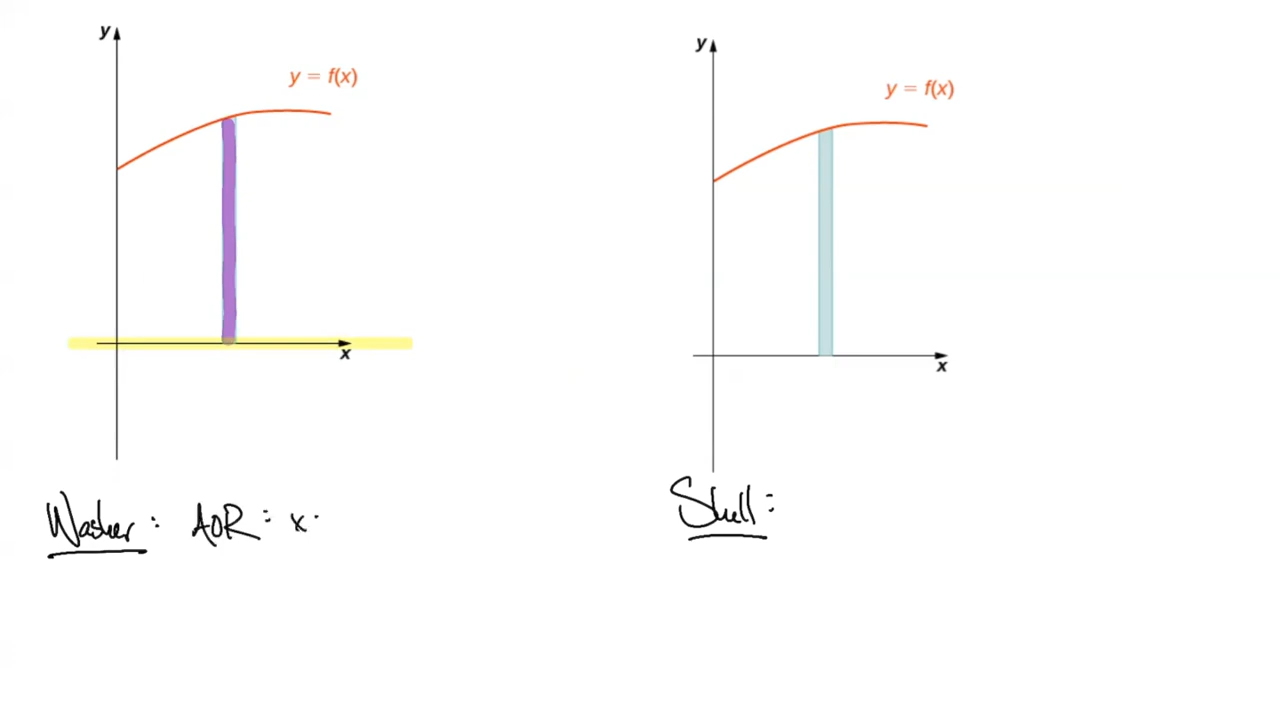 y
y = f(x)
x
Washer : AOR : x-
y
y = f(x)
x
Shell :